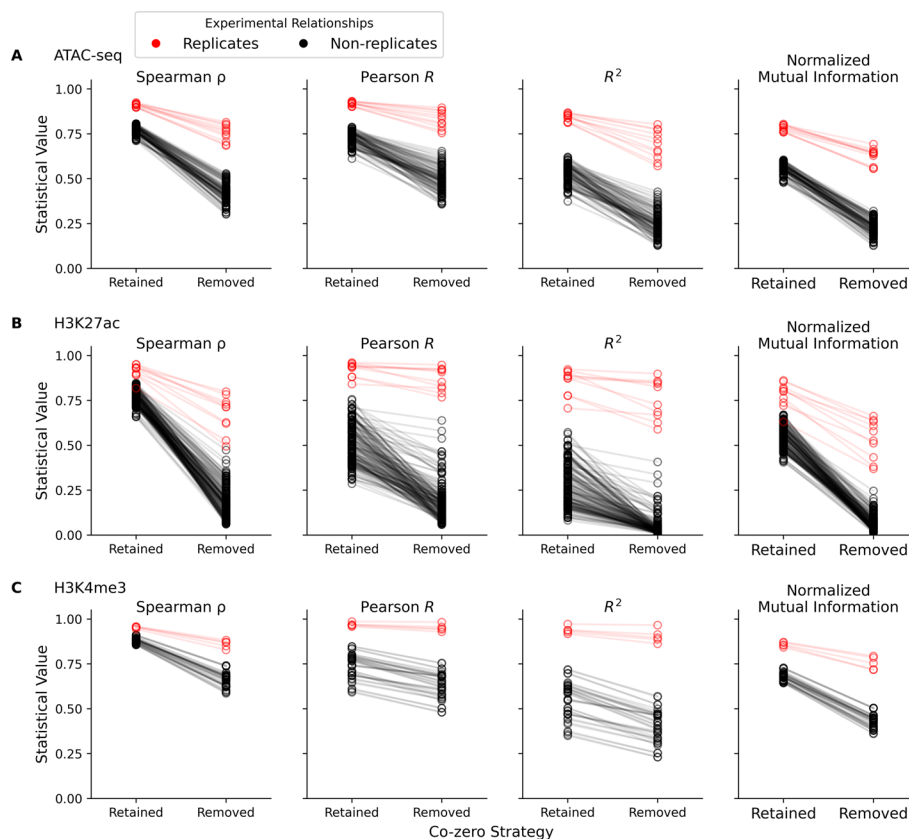 Experimental Relationships
Replicates Non-replicates
A ATAC-seq
Spearman ρ Pearson R R² Normalized
Mutual Information
1.00
0.75
0.50
0.25
0.00
Statistical Value
Retained Removed Retained Removed Retained Removed Retained Removed
B H3K27ac
Spearman ρ Pearson R R² Normalized
Mutual Information
1.00
0.75
0.50
0.25
0.00
Statistical Value
Retained Removed Retained Removed Retained Removed Retained Removed
C H3K4me3
Spearman ρ Pearson R R² Normalized
Mutual Information
1.00
0.75
0.50
0.25
0.00
Statistical Value
Retained Removed Retained Removed Retained Removed Retained Removed
Co-zero Strategy